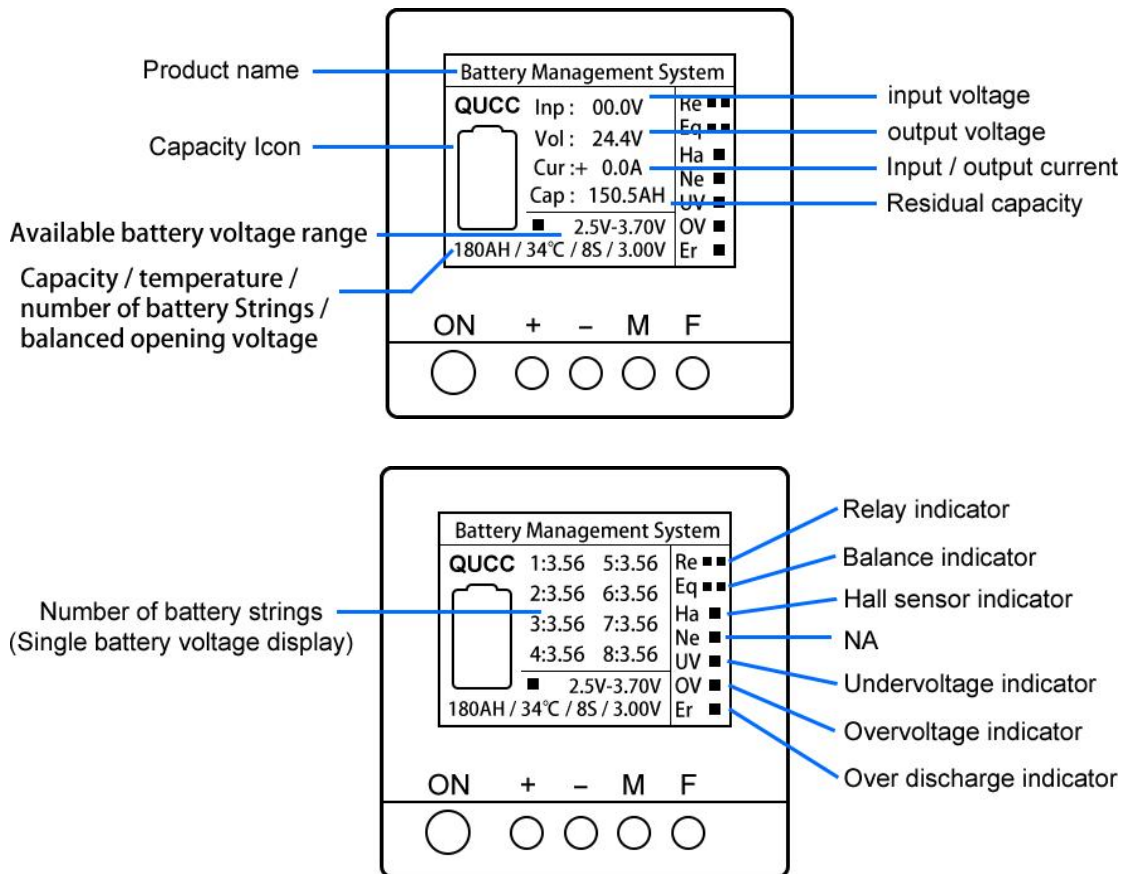 Product name
Capacity Icon
Available battery voltage range
Capacity / temperature /
number of battery Strings /
balanced opening voltage
Battery Management System
QUCC
Inp : 00.0V
Vol : 24.4V
Cur :+ 0.0A
Cap : 150.5AH
2.5V-3.70V
180AH / 34℃ / 8S / 3.00V
Re
Eq
Ha
Ne
UV
OV
Er
input voltage
output voltage
Input / output current
Residual capacity
ON + – M F
Number of battery strings
(Single battery voltage display)
Battery Management System
QUCC
1:3.56 5:3.56
2:3.56 6:3.56
3:3.56 7:3.56
4:3.56 8:3.56
2.5V-3.70V
180AH / 34℃ / 8S / 3.00V
Re
Eq
Ha
Ne
UV
OV
Er
Relay indicator
Balance indicator
Hall sensor indicator
NA
Undervoltage indicator
Overvoltage indicator
Over discharge indicator
ON + – M F